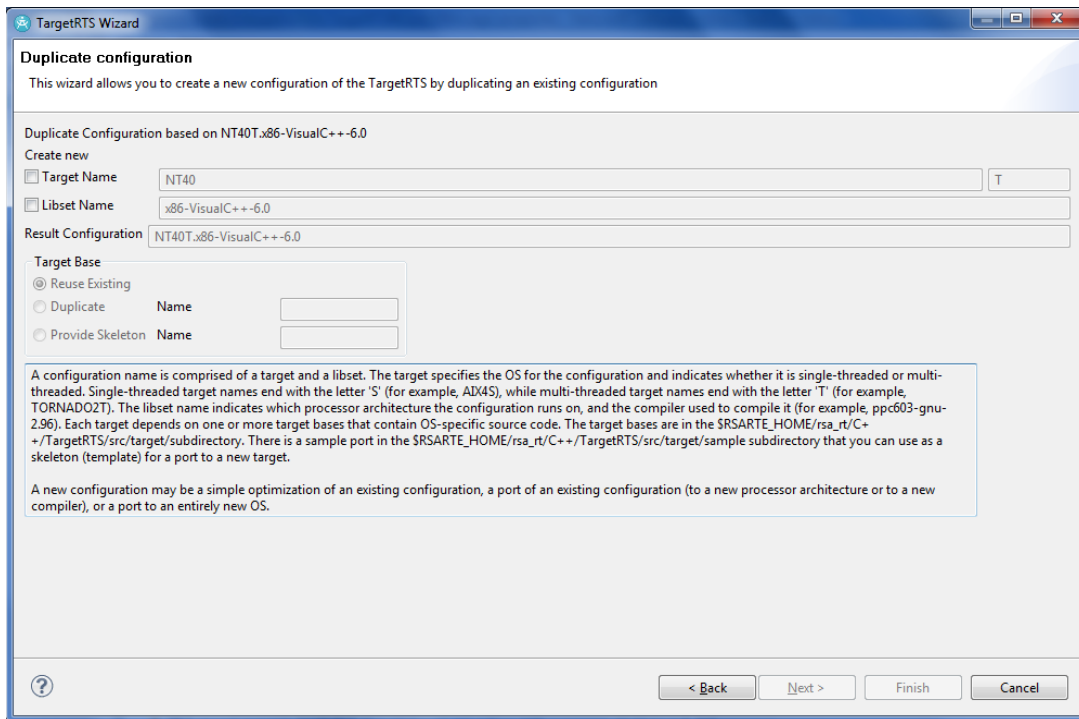 TargetRTS Wizard
Duplicate configuration
This wizard allows you to create a new configuration of the TargetRTS by duplicating an existing configuration
Duplicate Configuration based on NT40T.x86-VisualC++-6.0
Create new
Target Name NT40 T
Libset Name x86-VisualC++-6.0
Result Configuration NT40T.x86-VisualC++-6.0
Target Base
Reuse Existing
Duplicate Name
Provide Skeleton Name
A configuration name is comprised of a target and a libset. The target specifies the OS for the configuration and indicates whether it is single-threaded or multi-
threaded. Single-threaded target names end with the letter 'S' (for example, AIX4S), while multi-threaded target names end with the letter 'T' (for example,
TORNADO2T). The libset name indicates which processor architecture the configuration runs on, and the compiler used to compile it (for example, ppc603-gnu-
2.96). Each target depends on one or more target bases that contain OS-specific source code. The target bases are in the $RSARTE_HOME/rsa_rt/C+
+/TargetRTS/src/target/subdirectory. There is a sample port in the $RSARTE_HOME/rsa_rt/C++/TargetRTS/src/target/sample subdirectory that you can use as a
skeleton (template) for a port to a new target.
A new configuration may be a simple optimization of an existing configuration, a port of an existing configuration (to a new processor architecture or to a new
compiler), or a port to an entirely new OS.
? < Back Next > Finish Cancel